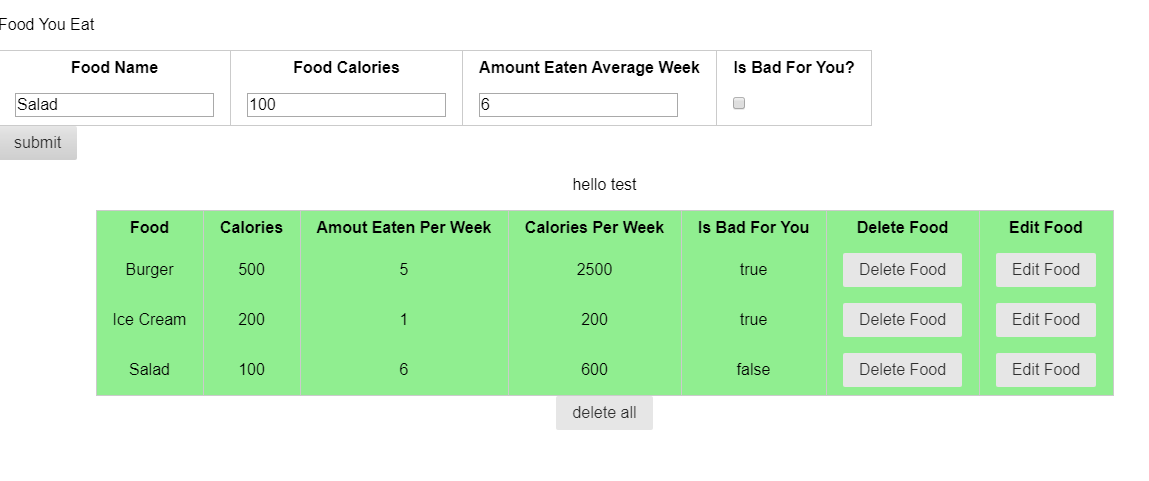 Food You Eat
Food Name Food Calories Amount Eaten Average Week Is Bad For You?
Salad 100 6
submit
hello test
Food Calories Amout Eaten Per Week Calories Per Week Is Bad For You Delete Food Edit Food
Burger 500 5 2500 true Delete Food Edit Food
Ice Cream 200 1 200 true Delete Food Edit Food
Salad 100 6 600 false Delete Food Edit Food
delete all